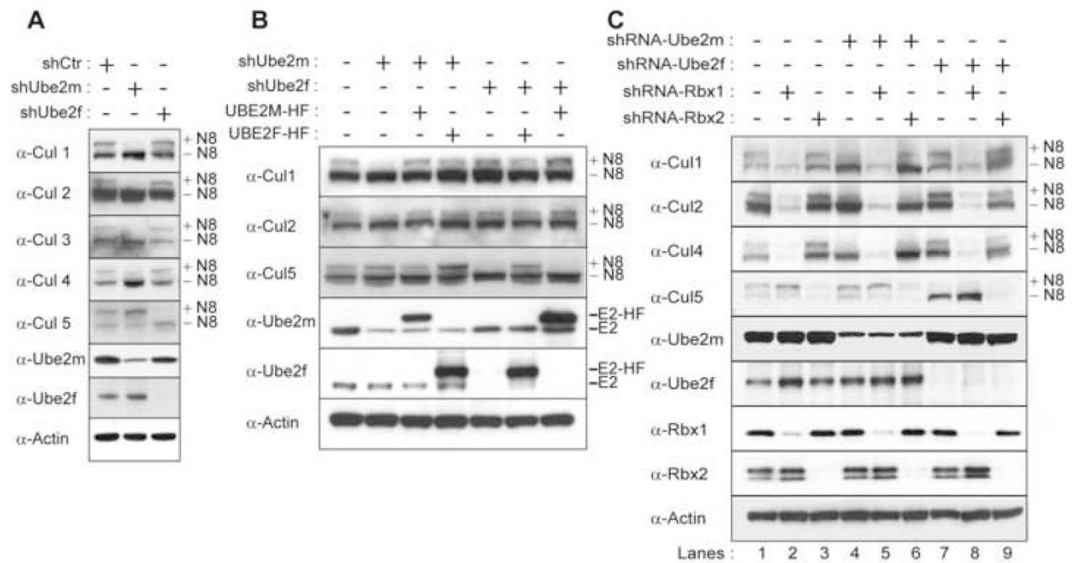 A
shCtr : + - -
shUbe2m : - + -
shUbe2f : - - +
α-Cul 1 + N8
- N8
α-Cul 2 + N8
- N8
α-Cul 3 + N8
- N8
α-Cul 4 + N8
- N8
α-Cul 5 + N8
- N8
α-Ube2m
α-Ube2f
α-Actin
B
shUbe2m : - + + + - - -
shUbe2f : - - - - + + +
UBE2M-HF : - - + - - - +
UBE2F-HF : - - - + - + -
α-Cul1 + N8
- N8
α-Cul2 + N8
- N8
α-Cul5 + N8
- N8
α-Ube2m -E2-HF
-E2
α-Ube2f -E2-HF
-E2
α-Actin
C
shRNA-Ube2m : - - - + + + - - -
shRNA-Ube2f : - - - - - - + + +
shRNA-Rbx1 : - + - - + - - + -
shRNA-Rbx2 : - - + - - + - - +
α-Cul1 + N8
- N8
α-Cul2 + N8
- N8
α-Cul4 + N8
- N8
α-Cul5 + N8
- N8
α-Ube2m
α-Ube2f
α-Rbx1
α-Rbx2
α-Actin
Lanes : 1 2 3 4 5 6 7 8 9